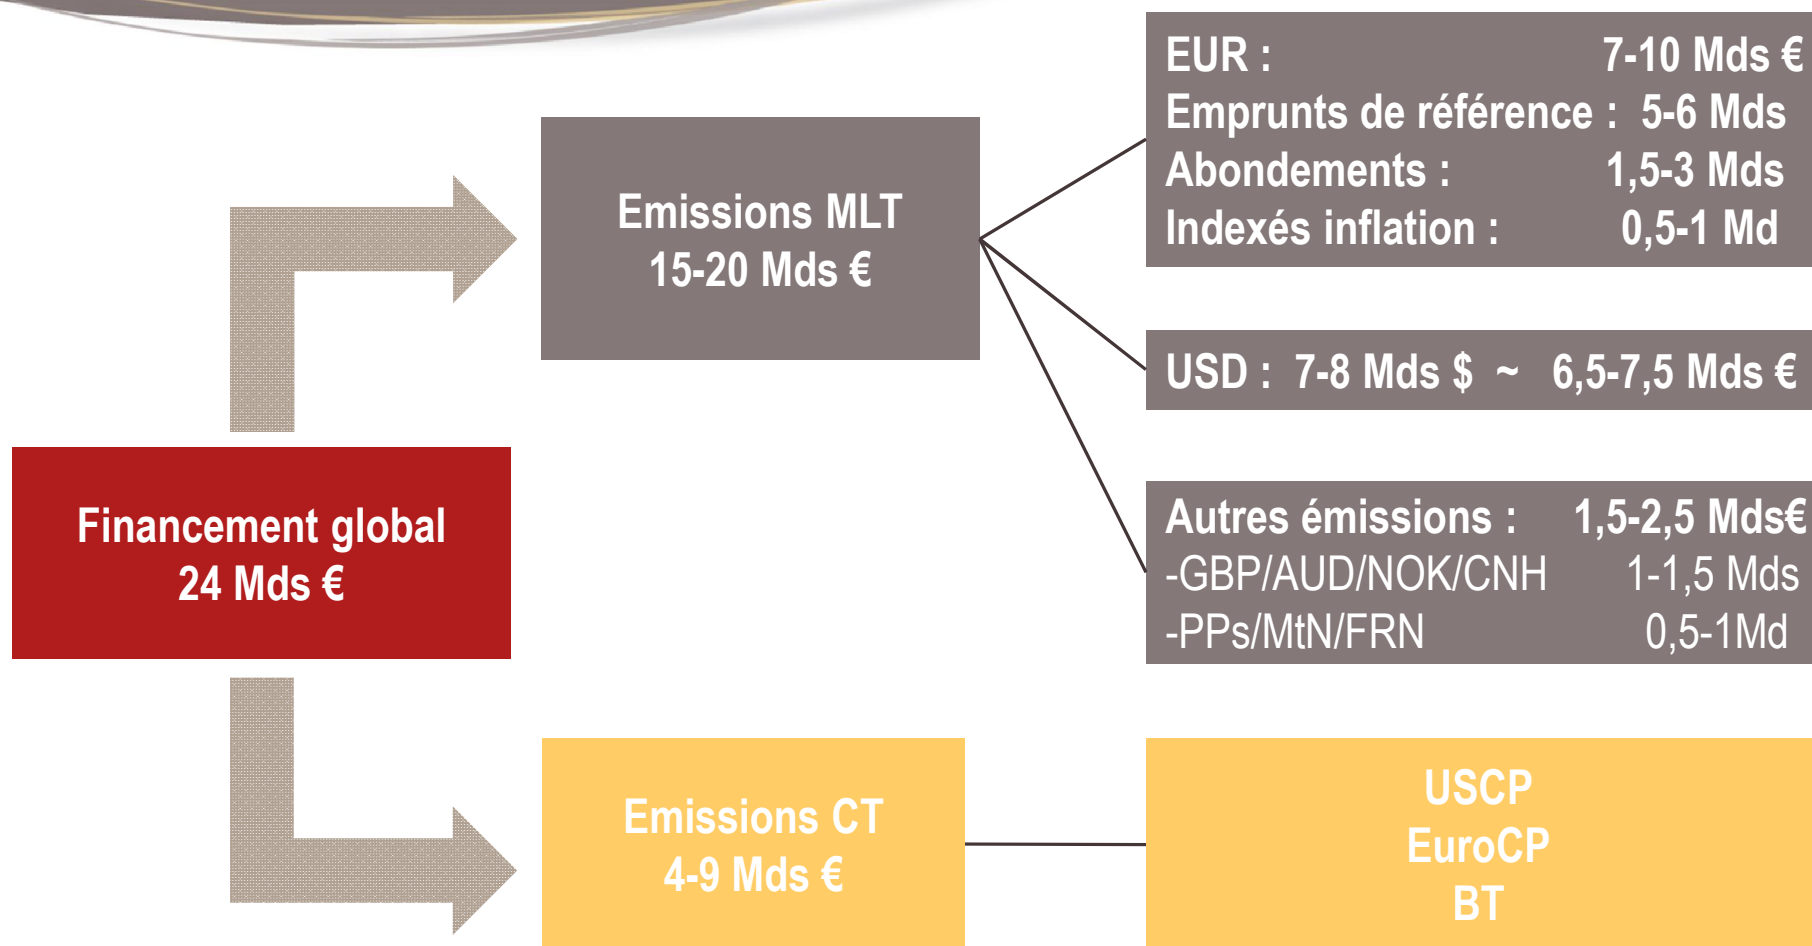 Financement global
24 Mds €
Emissions MLT
15-20 Mds €
EUR : 7-10 Mds €
Emprunts de référence : 5-6 Mds
Abondements : 1,5-3 Mds
Indexés inflation : 0,5-1 Md
USD : 7-8 Mds $ ~ 6,5-7,5 Mds €
Autres émissions : 1,5-2,5 Mds€
-GBP/AUD/NOK/CNH 1-1,5 Mds
-PPs/MtN/FRN 0,5-1Md
Emissions CT
4-9 Mds €
USCP
EuroCP
BT